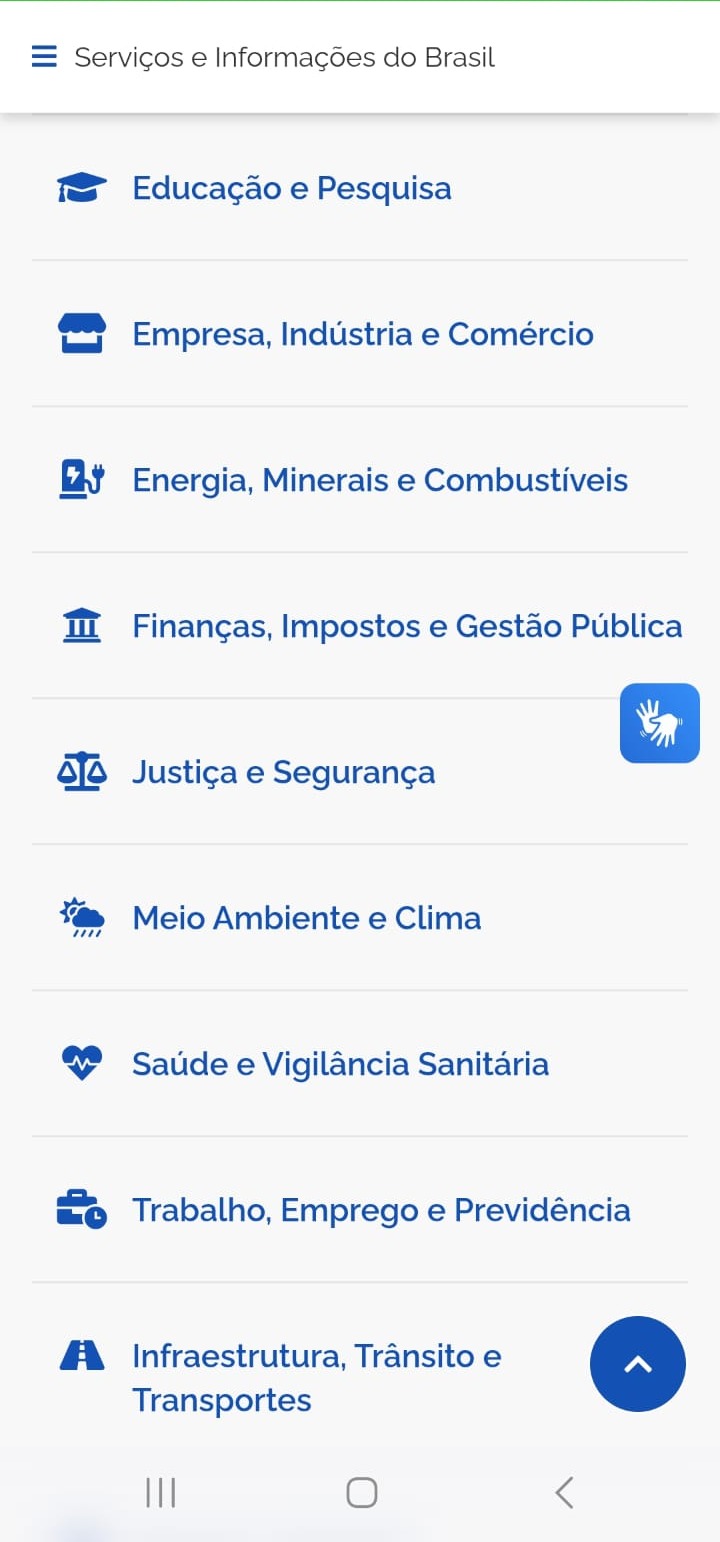 Serviços e Informações do Brasil
Educação e Pesquisa
Empresa, Indústria e Comércio
Energia, Minerais e Combustíveis
Finanças, Impostos e Gestão Pública
Justiça e Segurança
Meio Ambiente e Clima
Saúde e Vigilância Sanitária
Trabalho, Emprego e Previdência
Infraestrutura, Trânsito e
Transportes